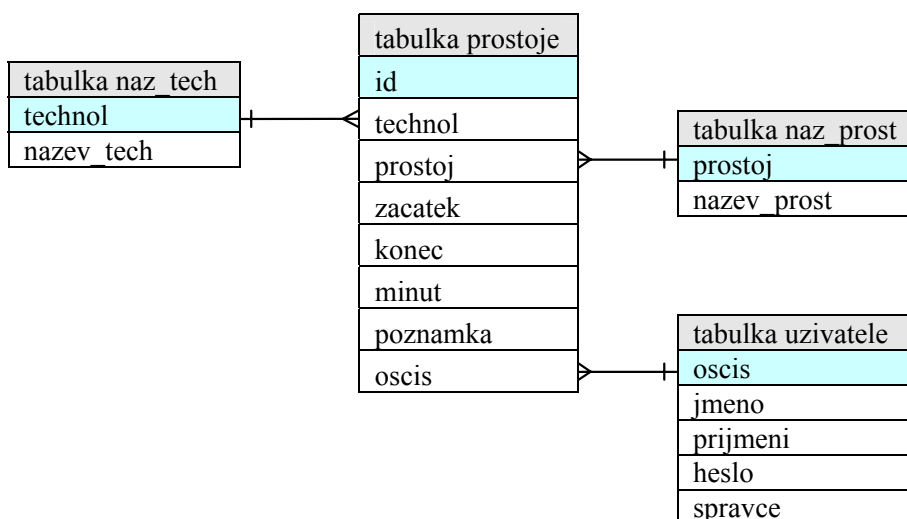 tabulka naz_tech
technol
nazev_tech
tabulka prostoje
id
technol
prostoj
zacatek
konec
minut
poznamka
oscis
tabulka naz_prost
prostoj
nazev_prost
tabulka uzivatele
oscis
jmeno
prijmeni
heslo
spravce